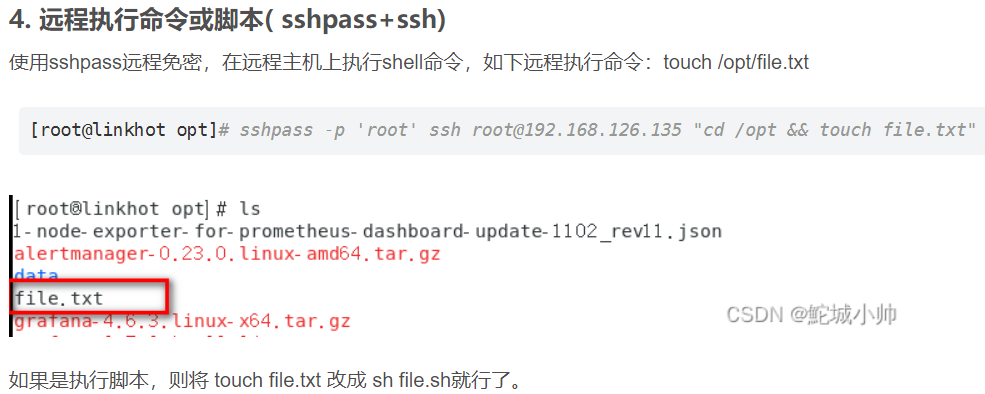 4. 远程执行命令或脚本( sshpass+ssh)
使用sshpass远程免密，在远程主机上执行shell命令，如下远程执行命令：touch /opt/file.txt
[root@linkhot opt]# sshpass -p 'root' ssh root@192.168.126.135 "cd /opt && touch file.txt"
[root@linkhot opt]# ls
1-node-exporter-for-prometheus-dashboard-update-1102_rev11.json
alertmanager-0.23.0.linux-amd64.tar.gz
data
file.txt
grafana-4.6.3.linux-x64.tar.gz
CSDN @鮀城小帅
如果是执行脚本，则将 touch file.txt 改成 sh file.sh就行了。